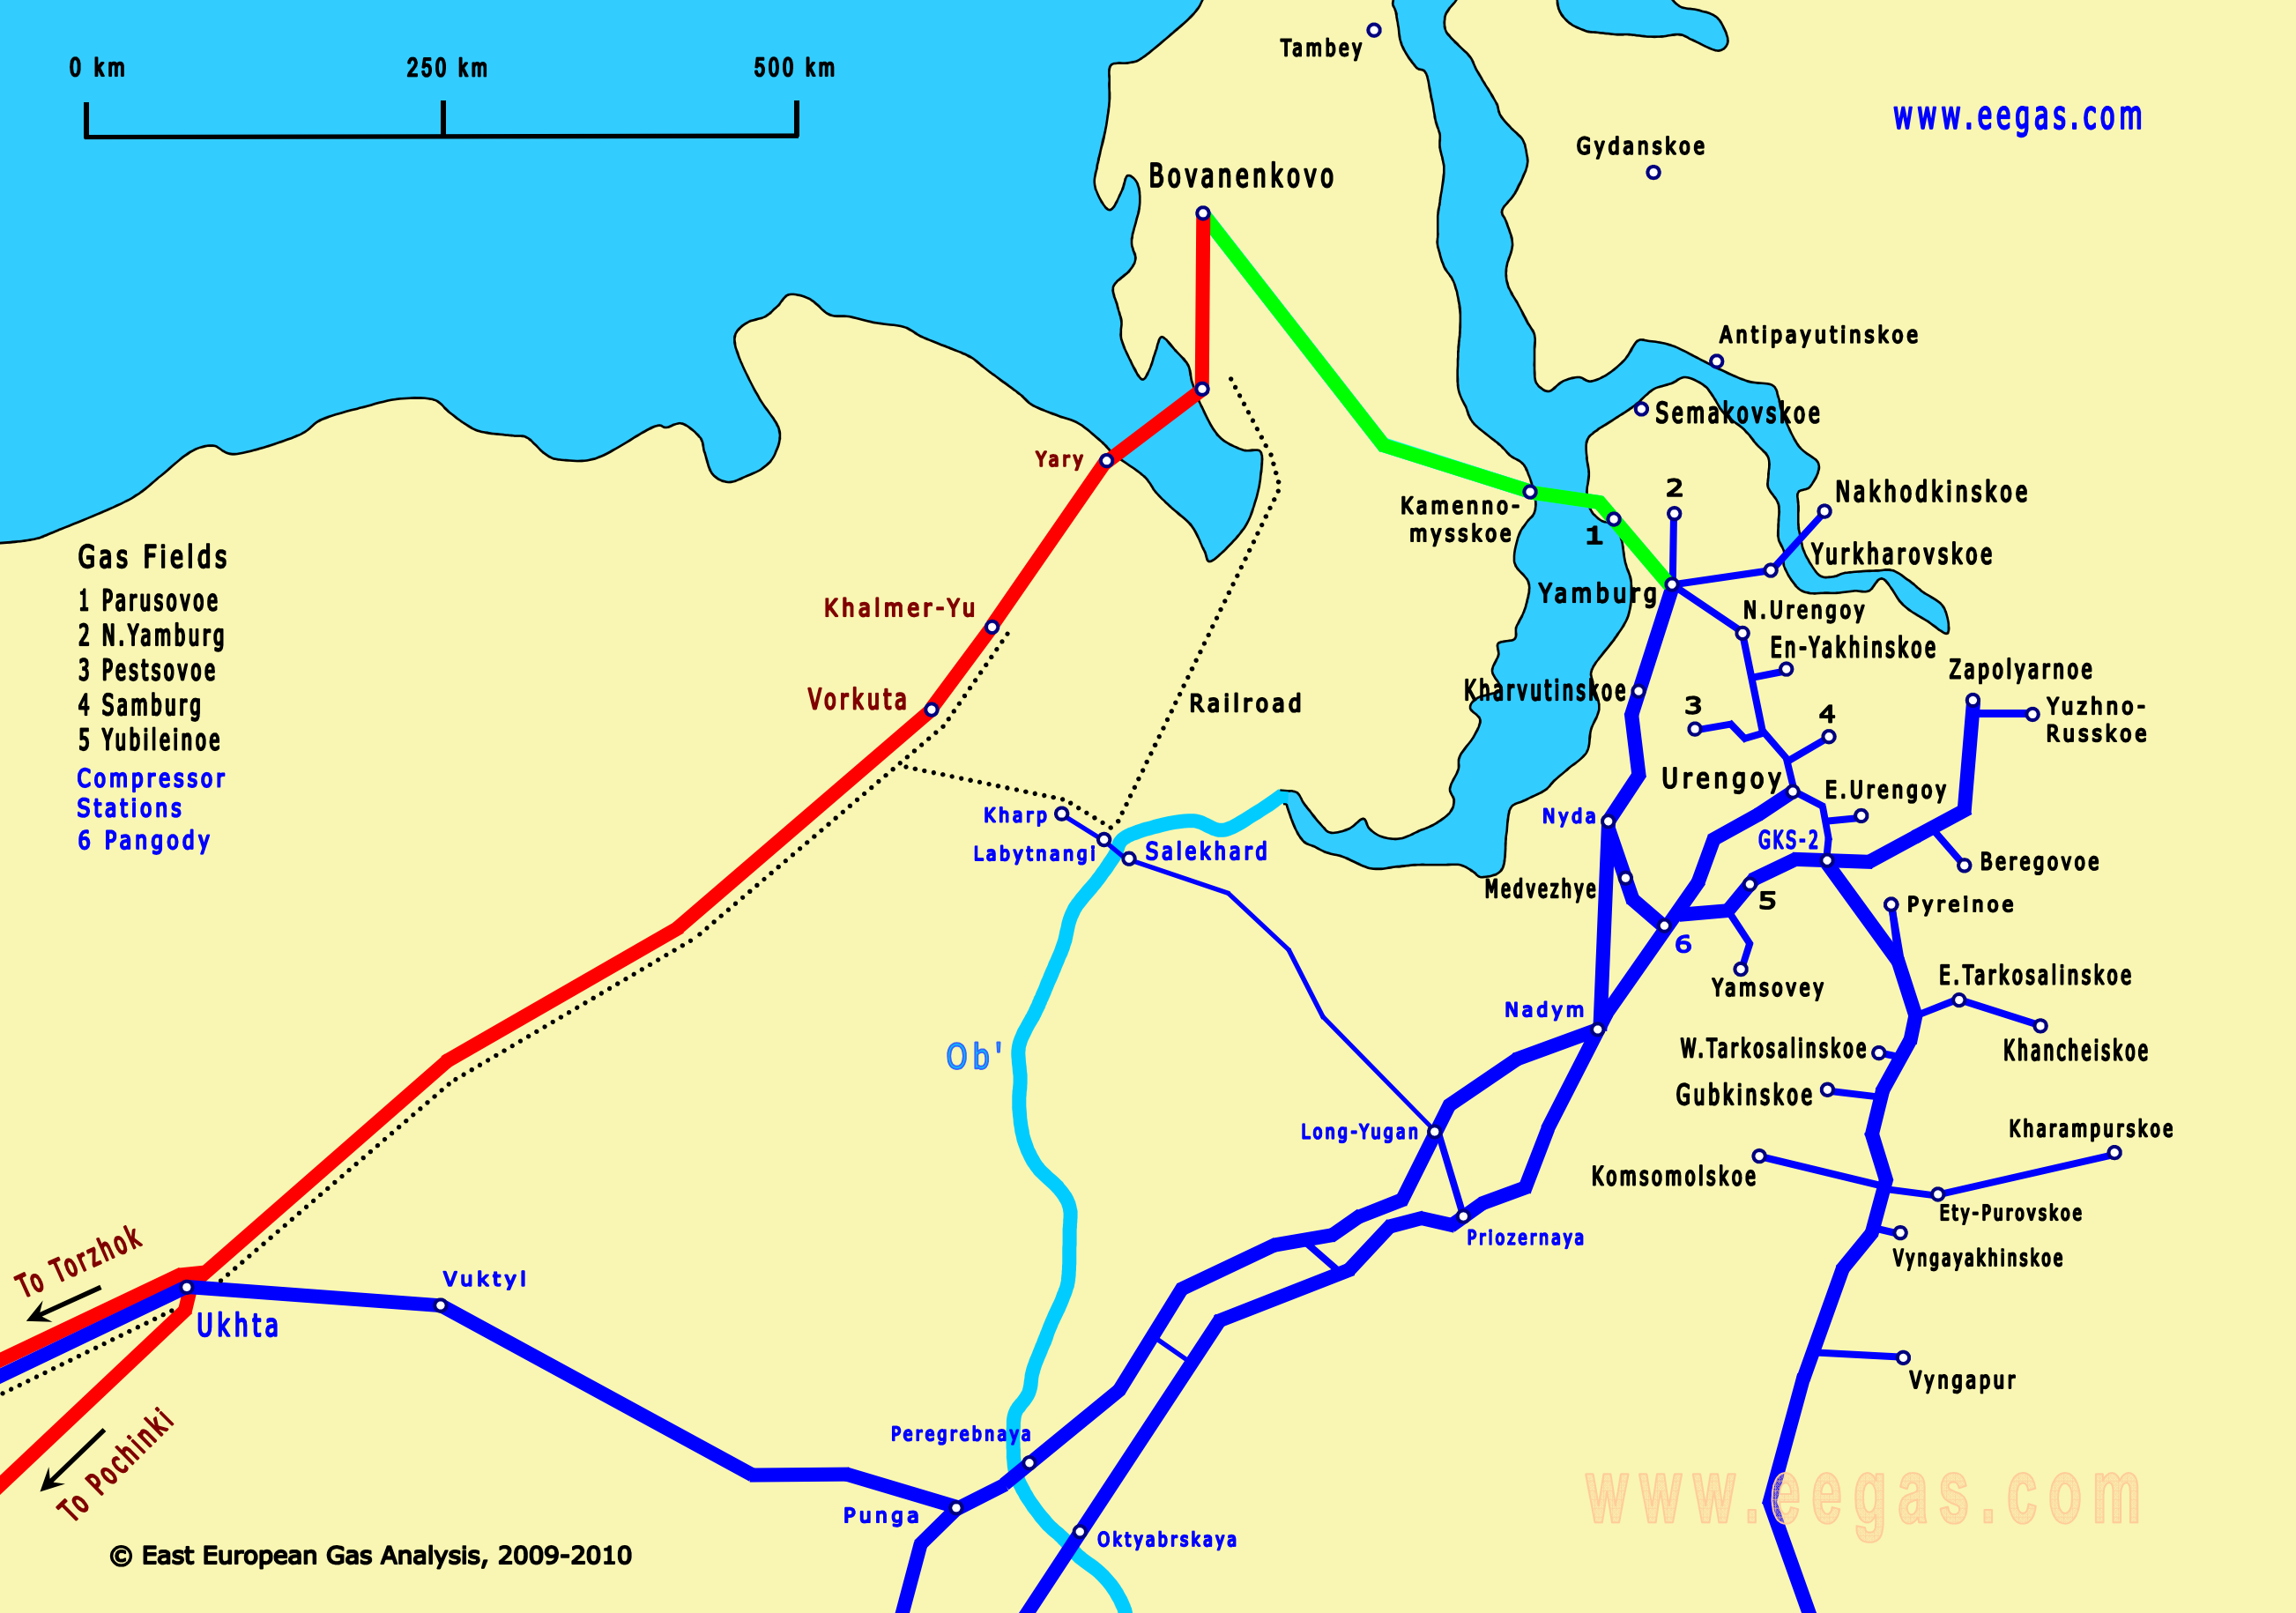 0 km
250 km
500 km
Tambey
www.eegas.com
Gydanskoe
Bovanenkovo
Antipayutinskoe
Semakovskoe
Yary
Kamenno-
mysskoe
1
2
Nakhodkinskoe
Yurkharovskoe
Yamburg
N.Urengoy
En-Yakhinskoe
Gas Fields
1 Parusovoe
2 N.Yamburg
3 Pestsovoe
4 Samburg
5 Yubileinoe
Compressor
Stations
6 Pangody
Khalmer-Yu
Vorkuta
Railroad
Kharvutinskoe
3
4
Zapolyarnoe
Yuzhno-
Russkoe
Urengoy
E.Urengoy
Kharp
Labytnangi
Salekhard
Nyda
GKS-2
Beregovoe
Medvezhye
5
Pyreinoe
6
Yamsovey
E.Tarkosalinskoe
Nadym
Ob'
W.Tarkosalinskoe
Khancheiskoe
Gubkinskoe
Long-Yugan
Kharampurskoe
Komsomolskoe
Ety-Purovskoe
Priozernaya
Vyngayakhinskoe
To Torzhok
Vuktyl
Ukhta
Vyngapur
To Pochinki
Peregrebnaya
Punga
Oktyabrskaya
www.eegas.com
© East European Gas Analysis, 2009-2010